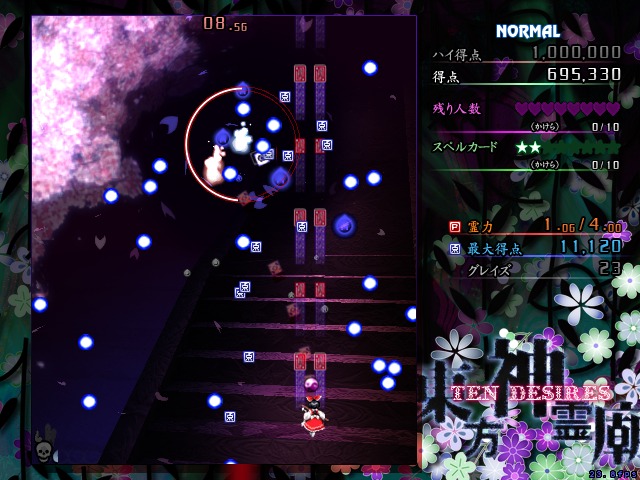 08.56
NORMAL
ハイ得点 1,000,000
得点 695,330
残り人数
(かけら) 0/10
スペルカード
(かけら) 0/10
P 霊力 1.06/4.00
点 最大得点 11,120
グレイズ 23
東方神霊廟
TEN DESIRES